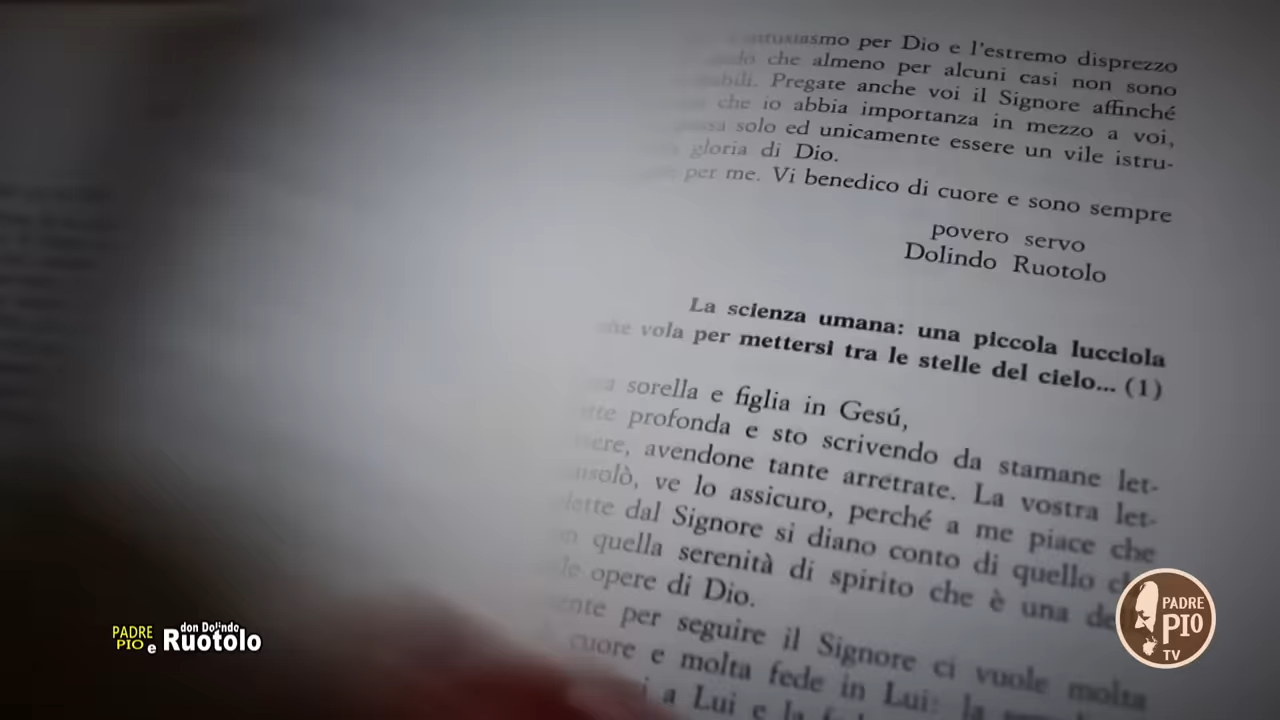 per Dio e l'estremo disprezzo
che almeno per alcuni casi non sono
Pregate anche voi il Signore affinché
che io abbia importanza in mezzo a voi,
solo ed unicamente essere un vile istru-
gloria di Dio.
per me. Vi benedico di cuore e sono sempre
povero servo
Dolindo Ruotolo
La scienza umana: una piccola lucciola
vola per mettersi tra le stelle del cielo... (1)
sorella e figlia in Gesú,
profonda e sto scrivendo da stamane let-
avendone tante arretrate. La vostra let-
ve lo assicuro, perché a me piace che
dal Signore si diano conto di quello
quella serenità di spirito che è una
opere di Dio.
per seguire il Signore ci vuole molta
cuore e molta fede in Lui: la
a Lui e la
PADRE PIO e don Dolindo Ruotolo
PADRE
PIO
TV